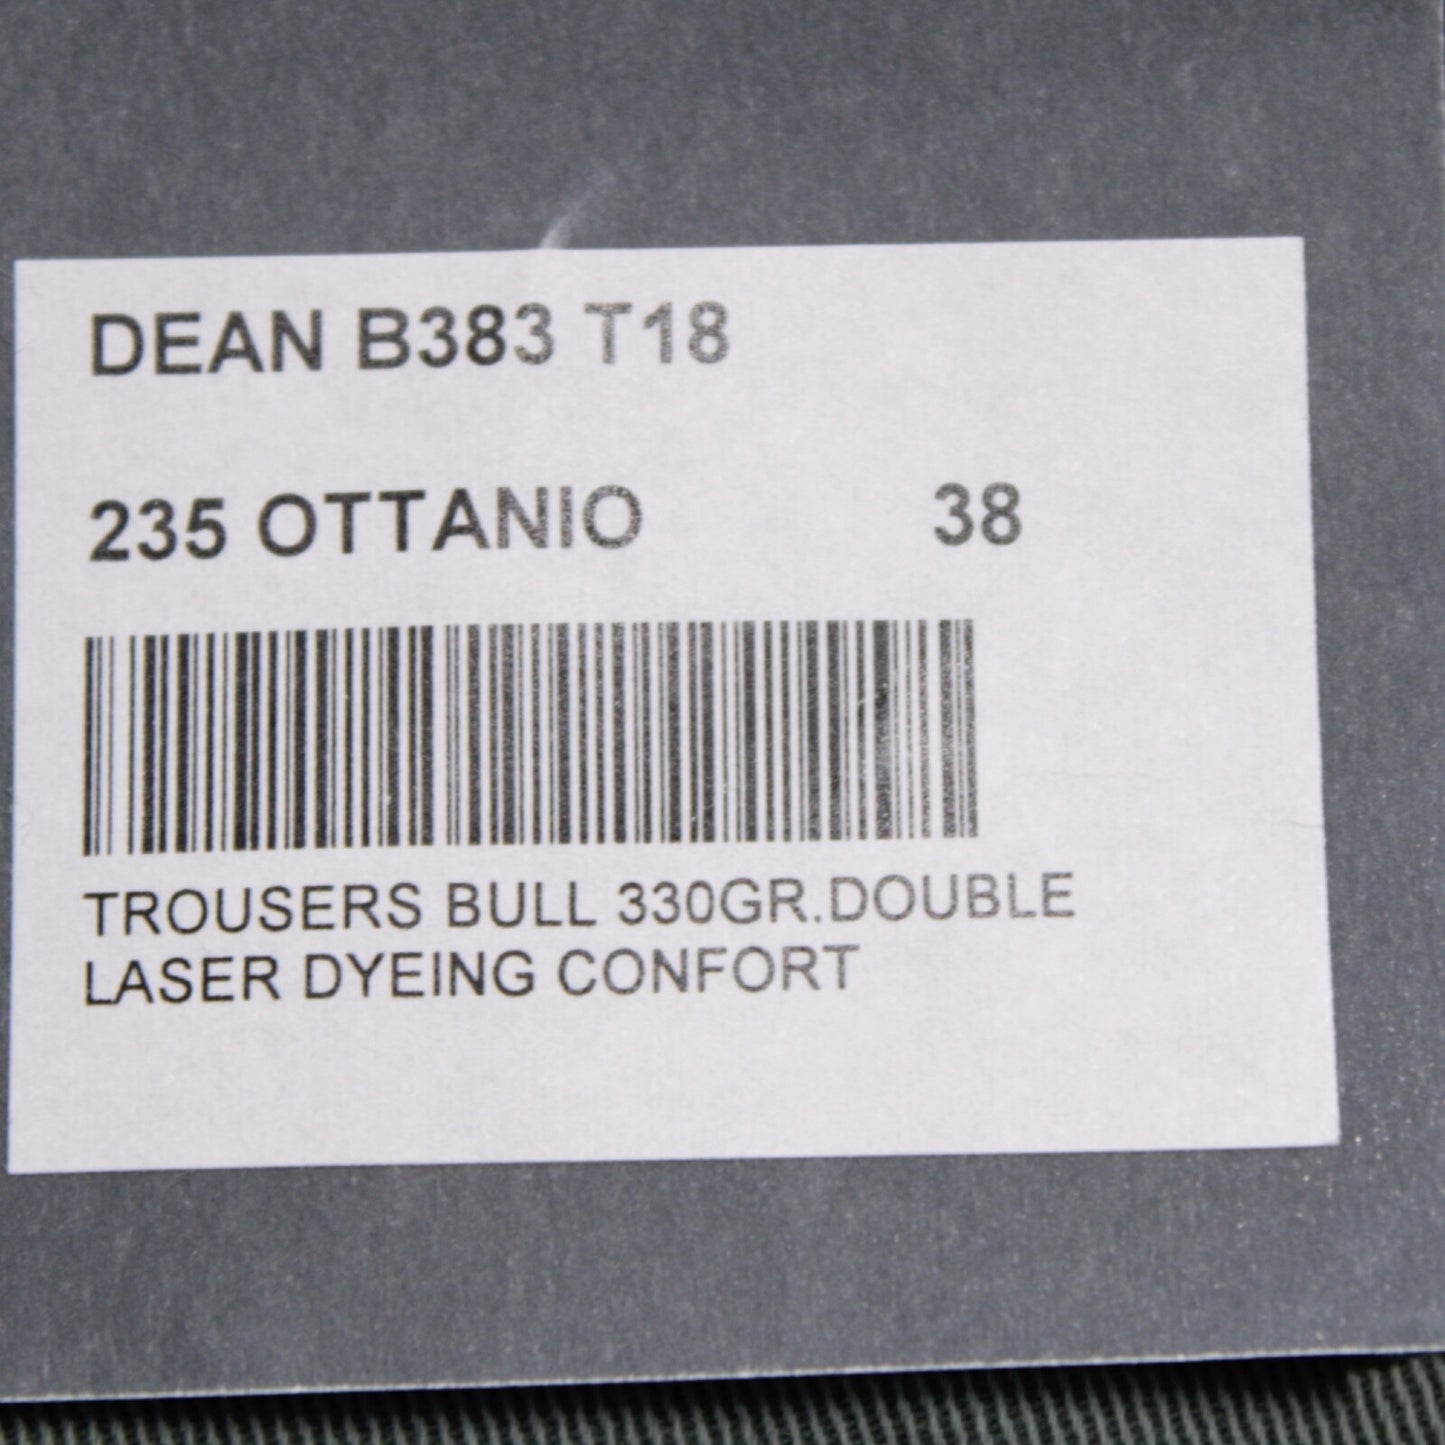 DEAN B383 T18
235 OTTANIO 38
TROUSERS BULL 330GR.DOUBLE
LASER DYEING CONFORT